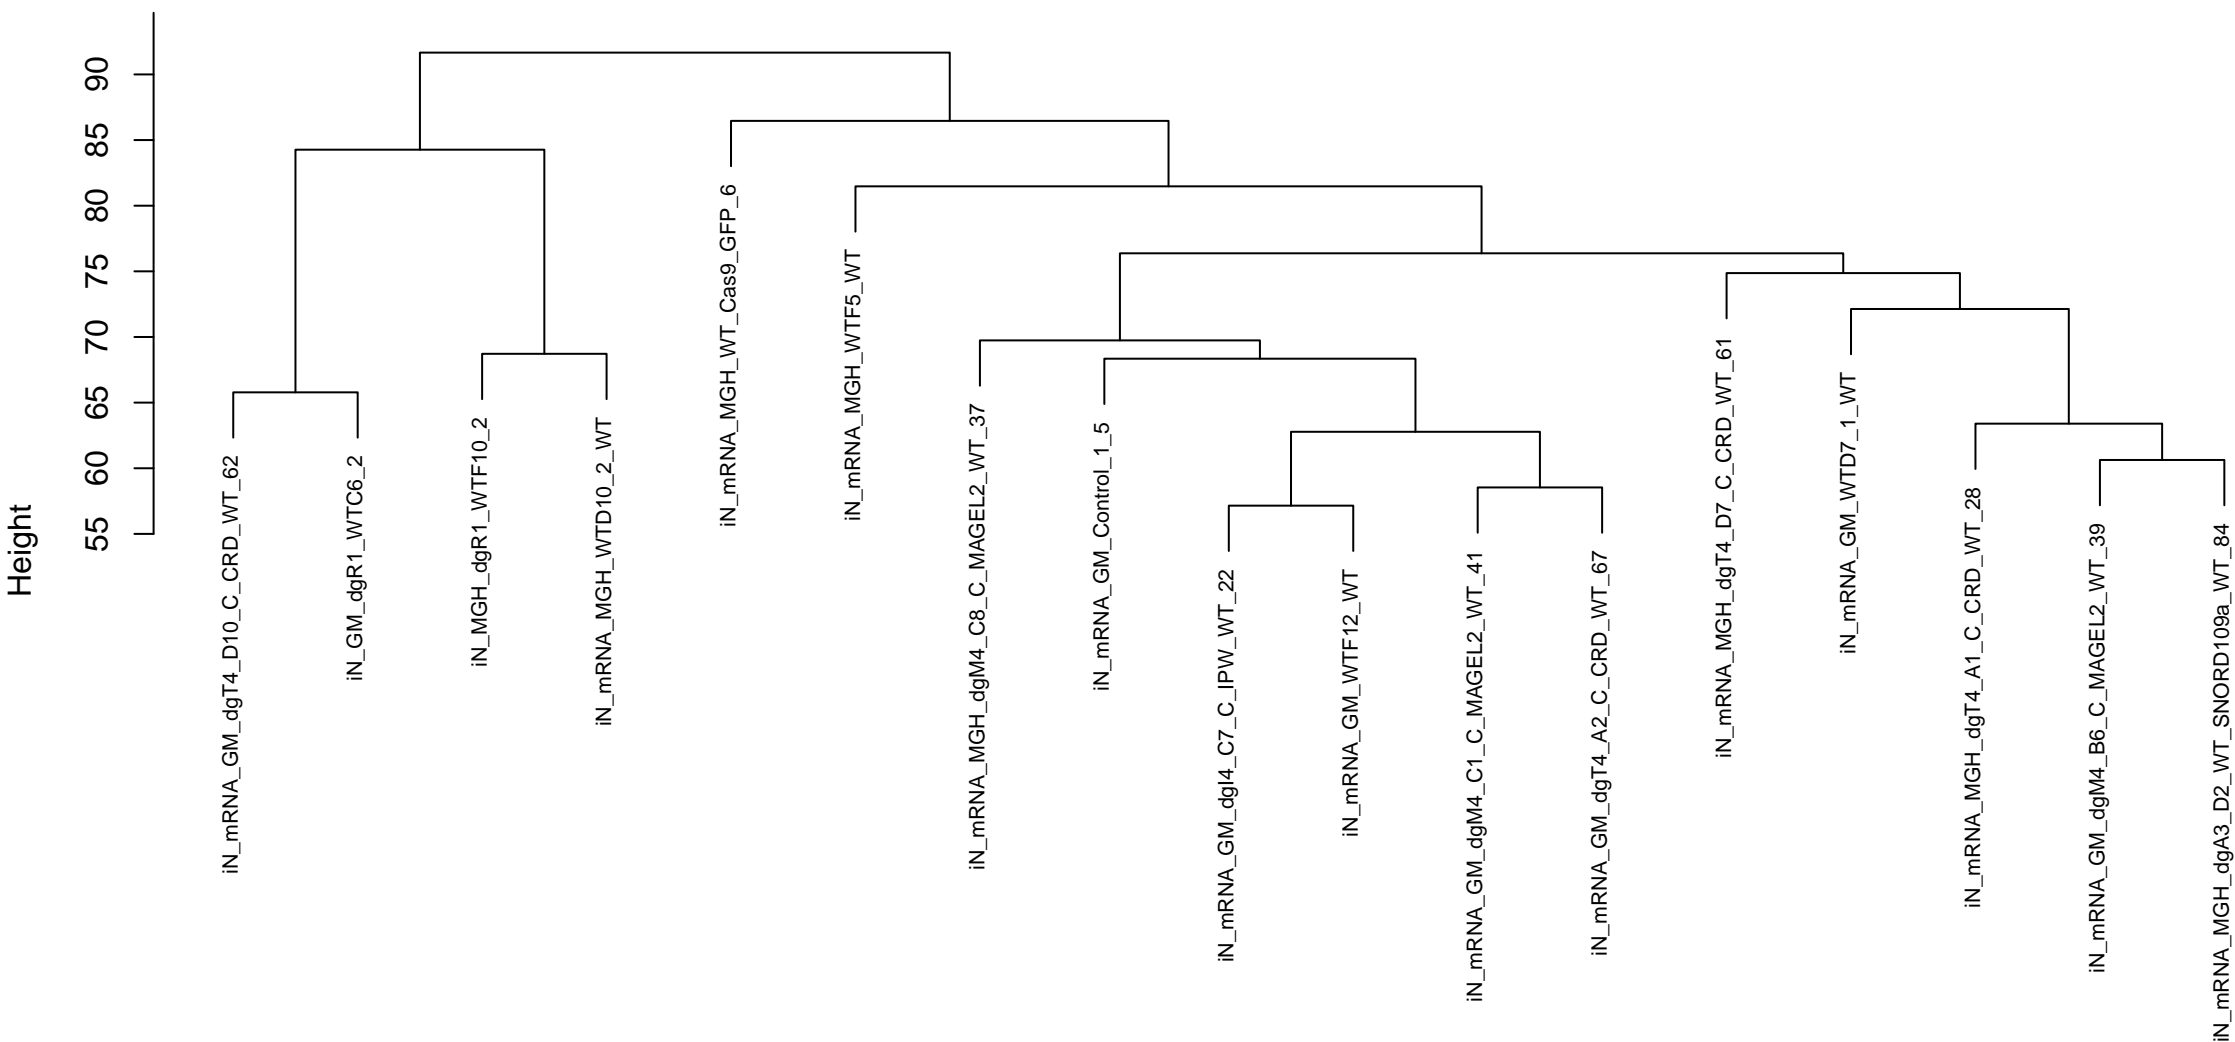 Height
90
85
80
75
70
65
60
55
iN_mRNA_GM_dgT4_D10_C_CRD_WT_62
iN_GM_dgR1_WTC6_2
iN_MGH_dgR1_WTF10_2
iN_mRNA_MGH_WTD10_2_WT
iN_mRNA_MGH_WT_Cas9_GFP_6
iN_mRNA_MGH_WTF5_WT
iN_mRNA_MGH_dgM4_C8_C_MAGEL2_WT_37
iN_mRNA_GM_Control_1_5
iN_mRNA_GM_dgI4_C7_C_IPW_WT_22
iN_mRNA_GM_WTF12_WT
iN_mRNA_GM_dgM4_C1_C_MAGEL2_WT_41
iN_mRNA_GM_dgT4_A2_C_CRD_WT_67
iN_mRNA_MGH_dgT4_D7_C_CRD_WT_61
iN_mRNA_GM_WTD7_1_WT
iN_mRNA_MGH_dgT4_A1_C_CRD_WT_28
iN_mRNA_GM_dgM4_B6_C_MAGEL2_WT_39
iN_mRNA_MGH_dgA3_D2_WT_SNORD109a_WT_84